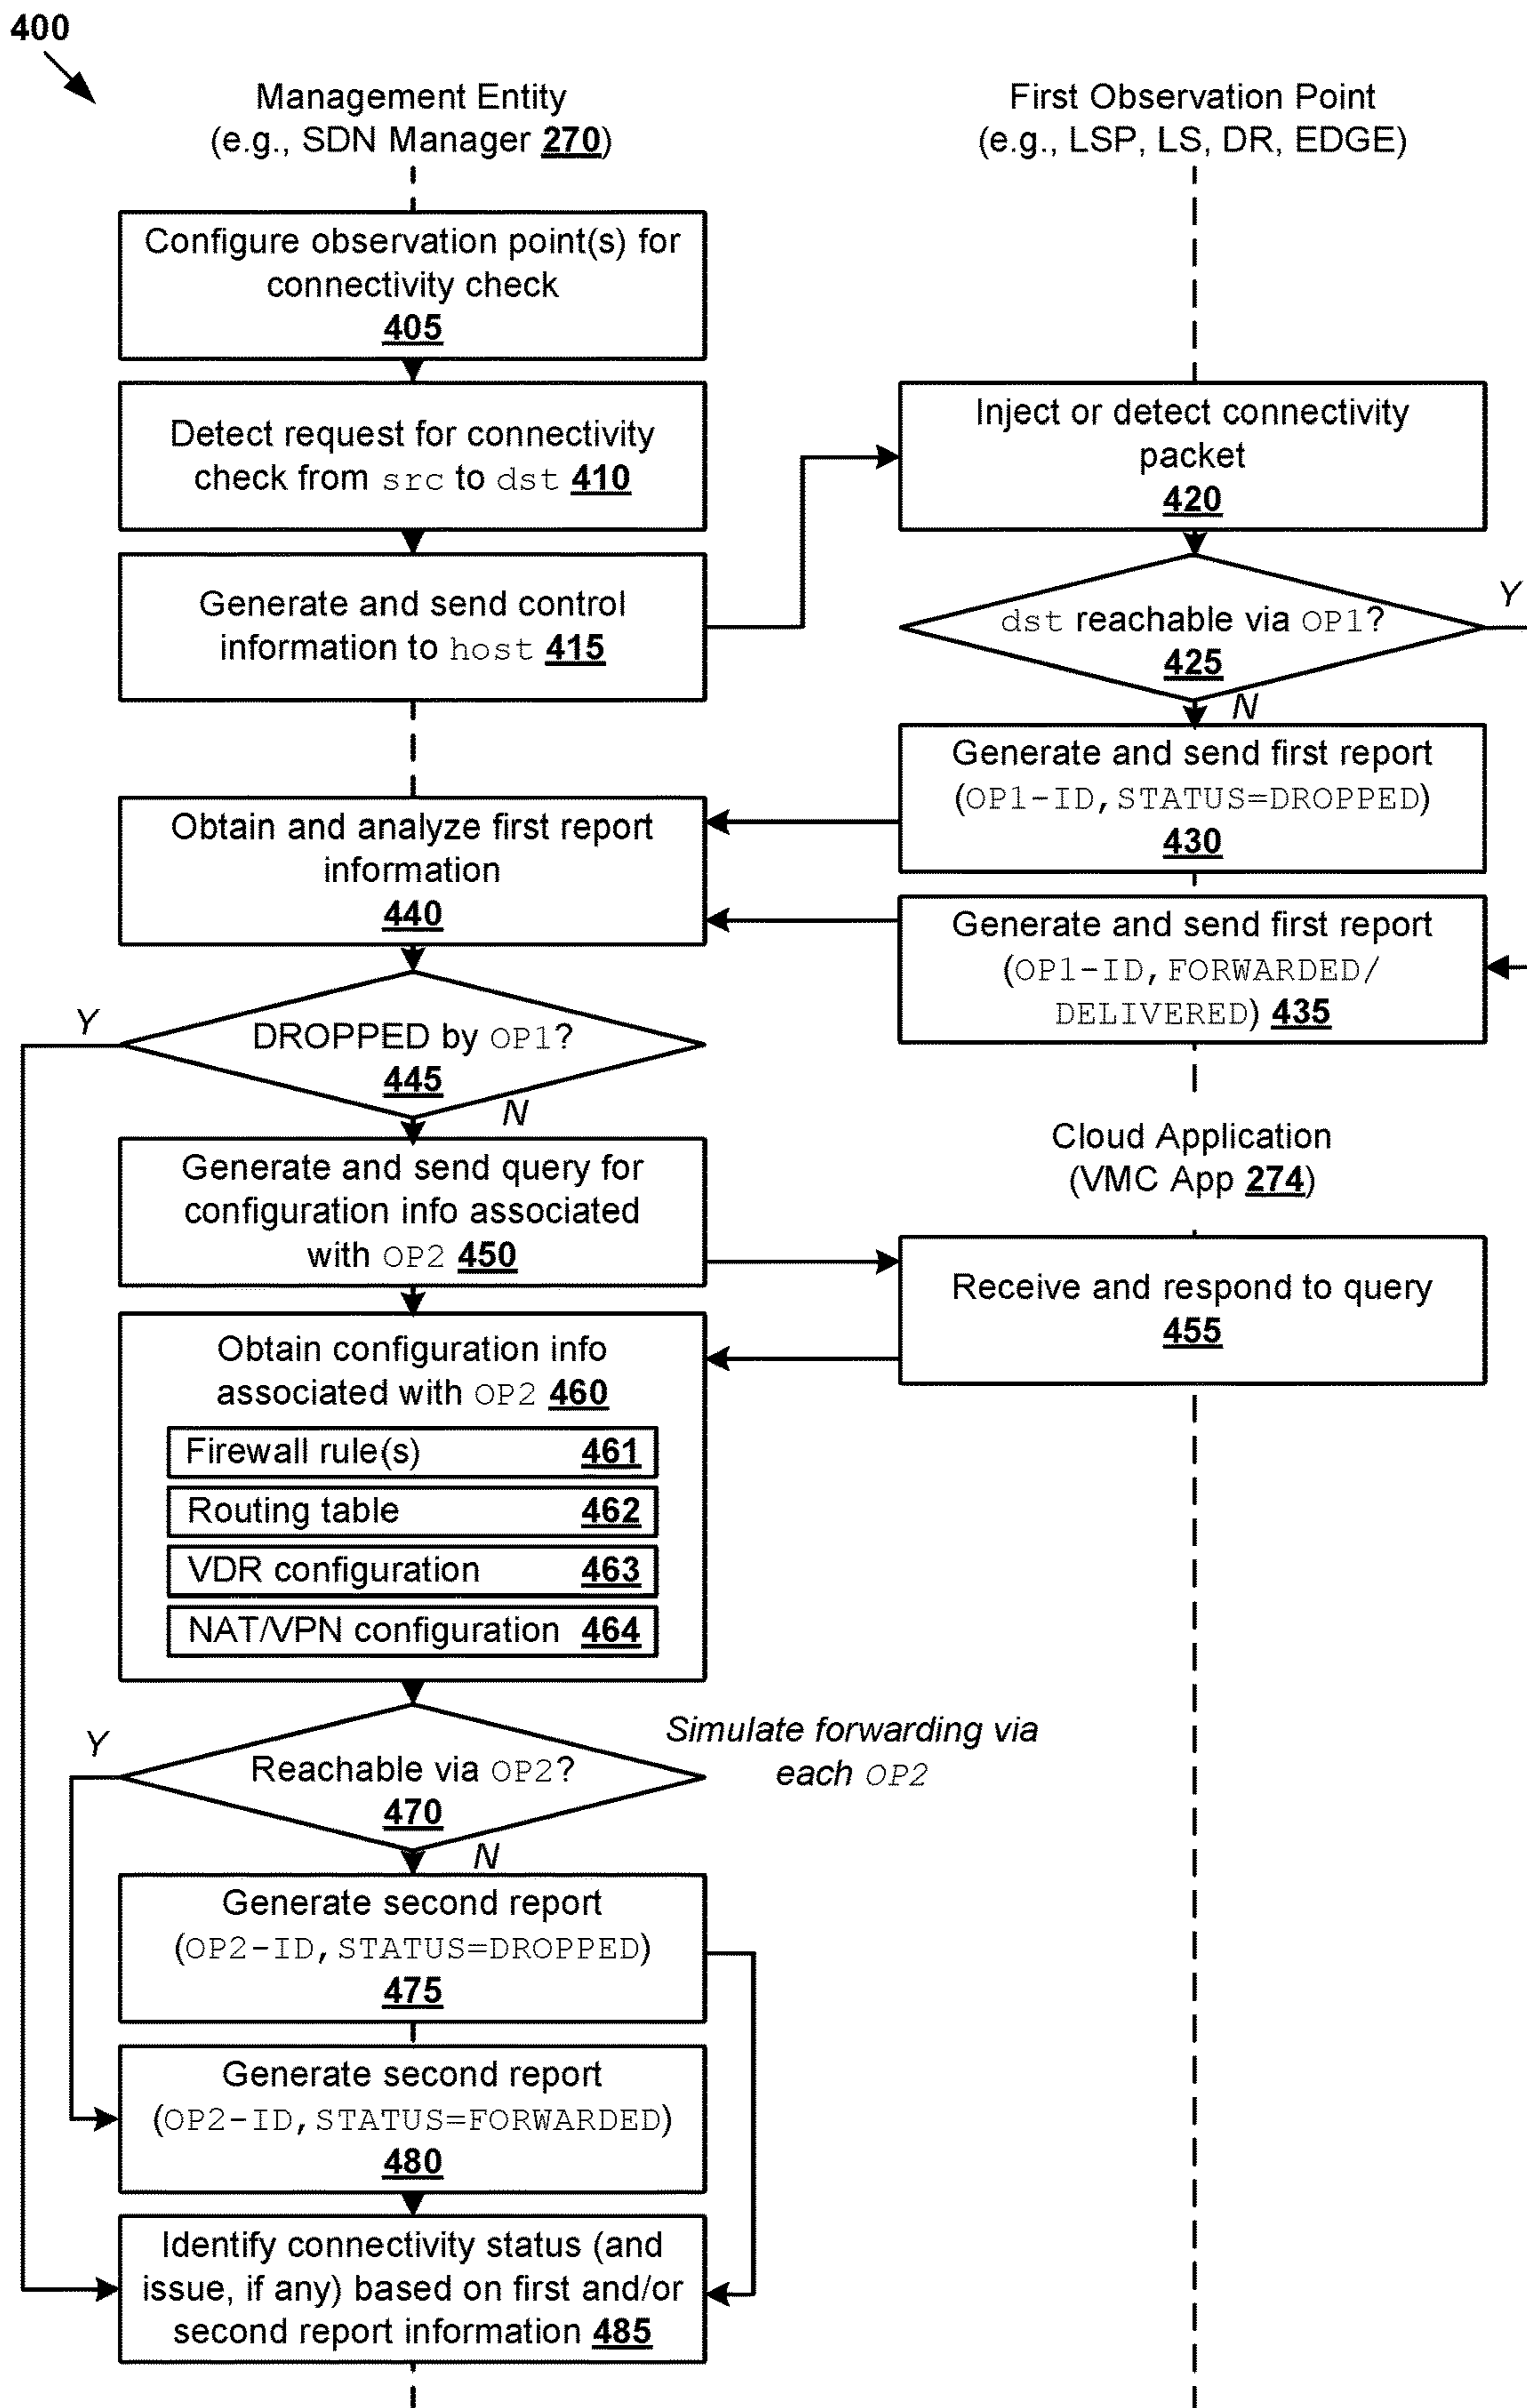 400
Management Entity
(e.g., SDN Manager 270)
First Observation Point
(e.g., LSP, LS, DR, EDGE)
Configure observation point(s) for
connectivity check
405
Detect request for connectivity
check from src to dst 410
Generate and send control
information to host 415
Inject or detect connectivity
packet
420
dst reachable via OP1?
425
Y
N
Generate and send first report
(OP1-ID, STATUS=DROPPED)
430
Generate and send first report
(OP1-ID, FORWARDED/
DELIVERED) 435
Obtain and analyze first report
information
440
Y
DROPPED by OP1?
445
N
Generate and send query for
configuration info associated
with OP2 450
Cloud Application
(VMC App 274)
Receive and respond to query
455
Obtain configuration info
associated with OP2 460
Firewall rule(s) 461
Routing table 462
VDR configuration 463
NAT/VPN configuration 464
Y
Reachable via OP2?
470
N
Simulate forwarding via
each OP2
Generate second report
(OP2-ID, STATUS=DROPPED)
475
Generate second report
(OP2-ID, STATUS=FORWARDED)
480
Identify connectivity status (and
issue, if any) based on first and/or
second report information 485